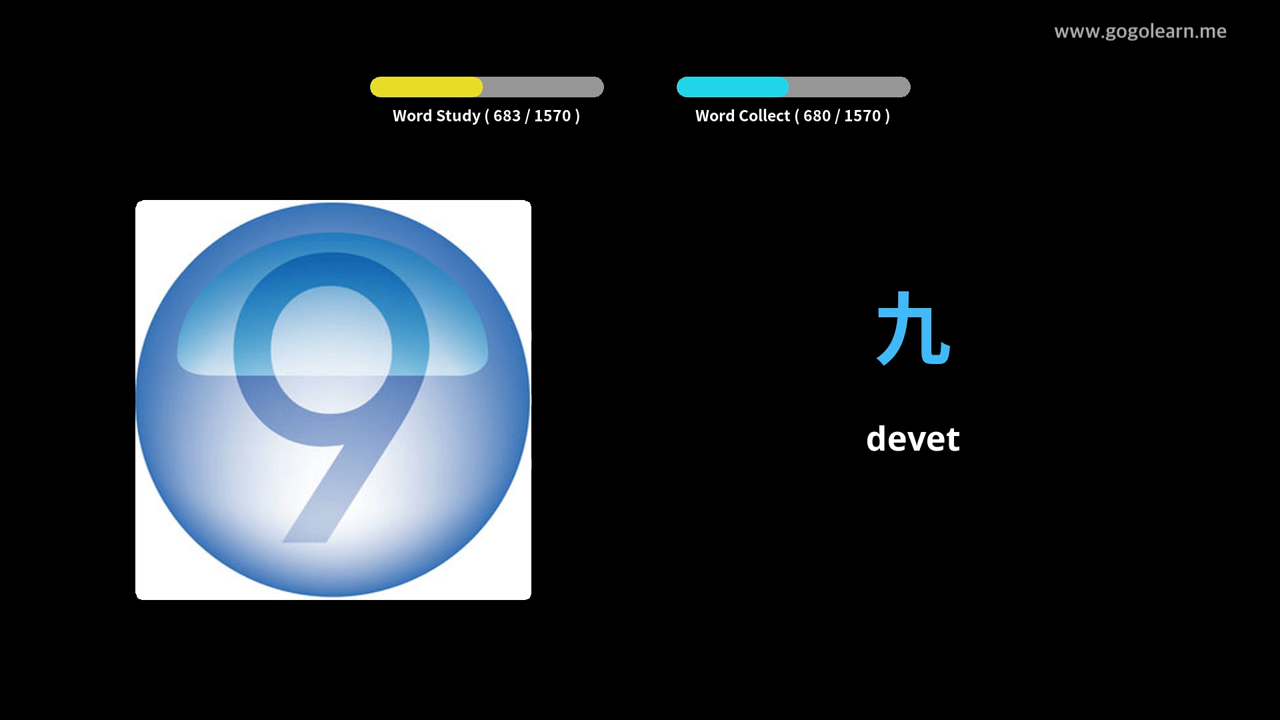 www.gogolearn.me
Word Study ( 683 / 1570 )
Word Collect ( 680 / 1570 )
9
九
devet